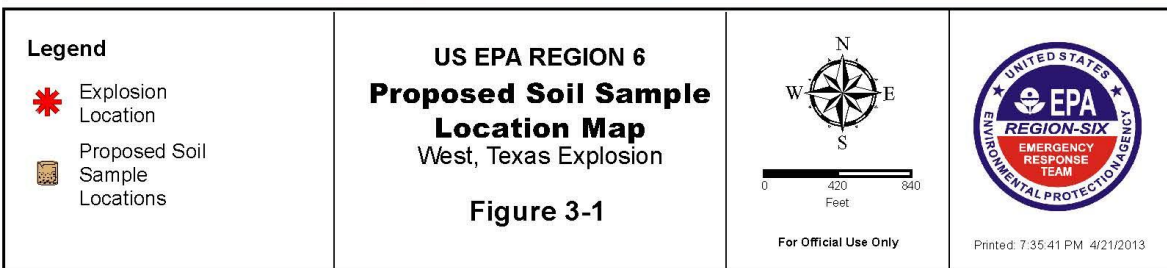 Legend
Explosion
Location
Proposed Soil
Sample
Locations
US EPA REGION 6
Proposed Soil Sample
Location Map
West, Texas Explosion
Figure 3-1
N
W
E
S
0 420 840
Feet
For Official Use Only
UNITED STATES
ENVIRONMENTAL PROTECTION AGENCY
EPA
REGION-SIX
EMERGENCY
RESPONSE
TEAM
Printed: 7:35:41 PM 4/21/2013